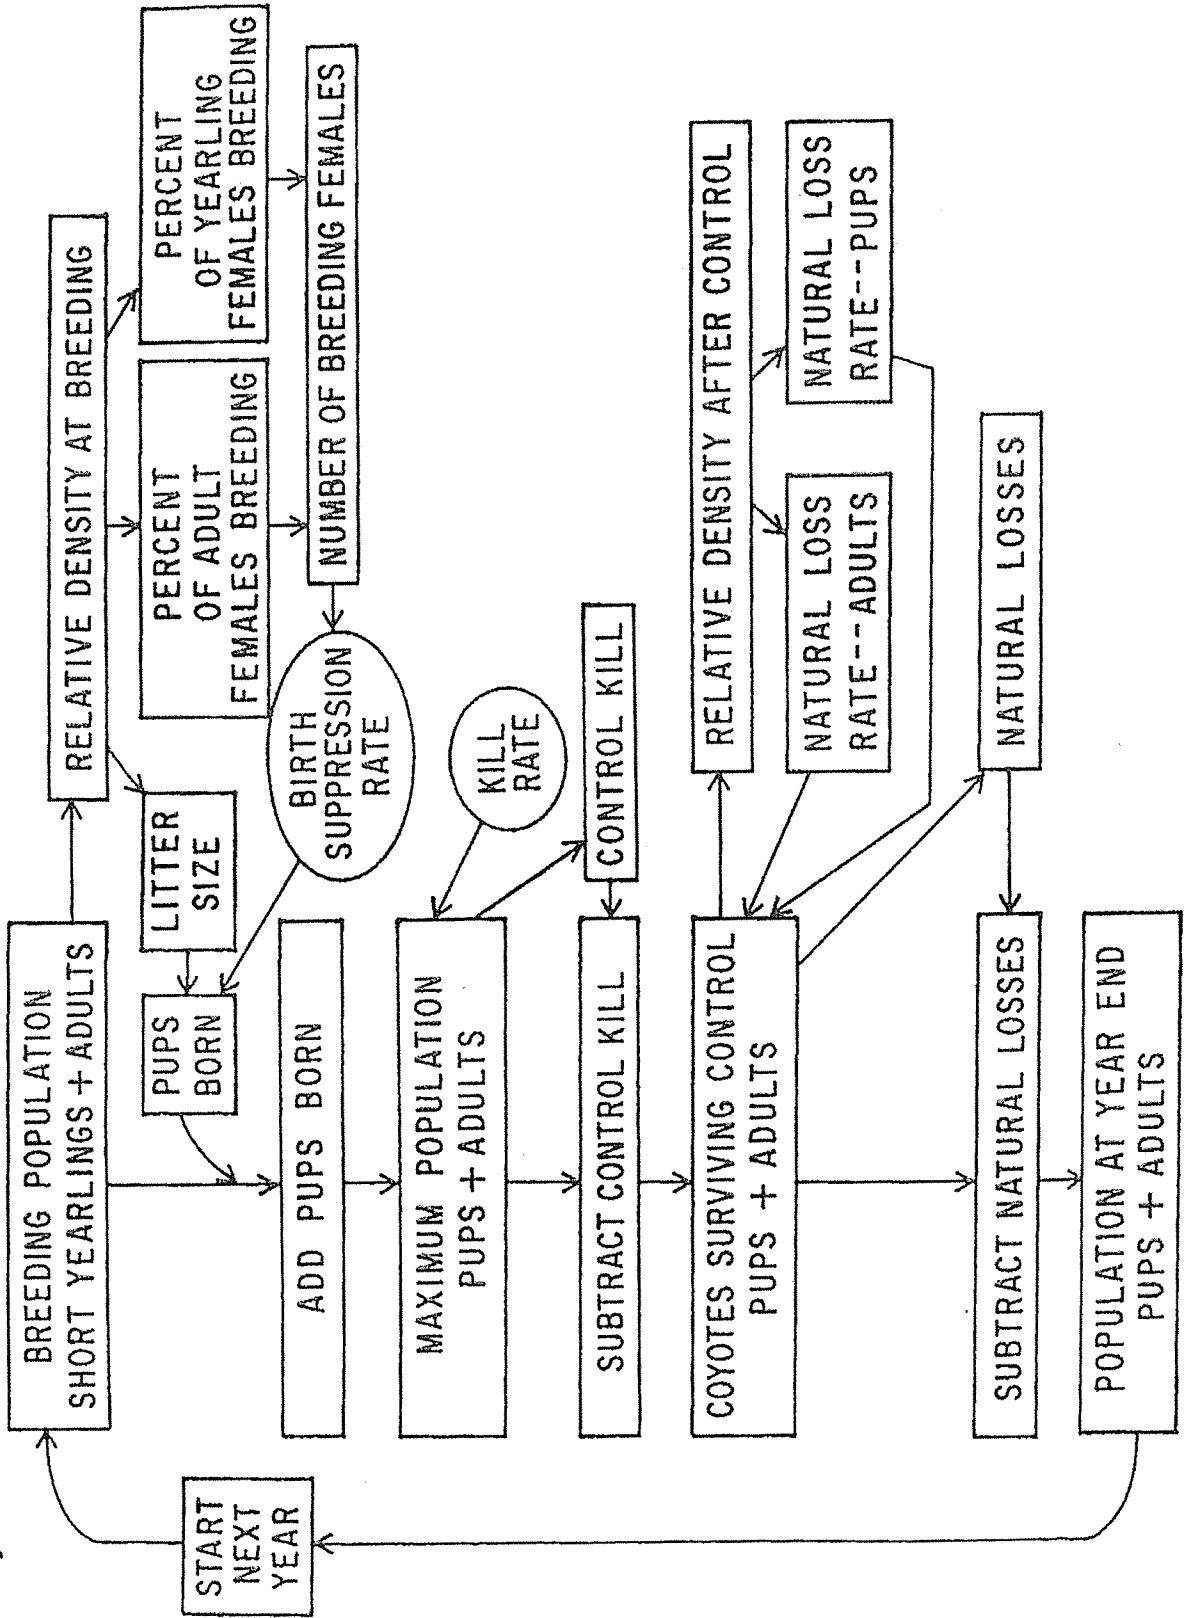 BREEDING POPULATION
SHORT YEARLINGS + ADULTS
RELATIVE DENSITY AT BREEDING
LITTER
SIZE
PERCENT
OF ADULT
FEMALES BREEDING
PERCENT
OF YEARLING
FEMALES BREEDING
PUPS
BORN
NUMBER OF BREEDING FEMALES
BIRTH
SUPPRESSION
RATE
START
NEXT
YEAR
ADD PUPS BORN
MAXIMUM POPULATION
PUPS + ADULTS
KILL
RATE
SUBTRACT CONTROL KILL
CONTROL KILL
COYOTES SURVIVING CONTROL
PUPS + ADULTS
RELATIVE DENSITY AFTER CONTROL
NATURAL LOSS
RATE--ADULTS
NATURAL LOSS
RATE--PUPS
SUBTRACT NATURAL LOSSES
NATURAL LOSSES
POPULATION AT YEAR END
PUPS + ADULTS